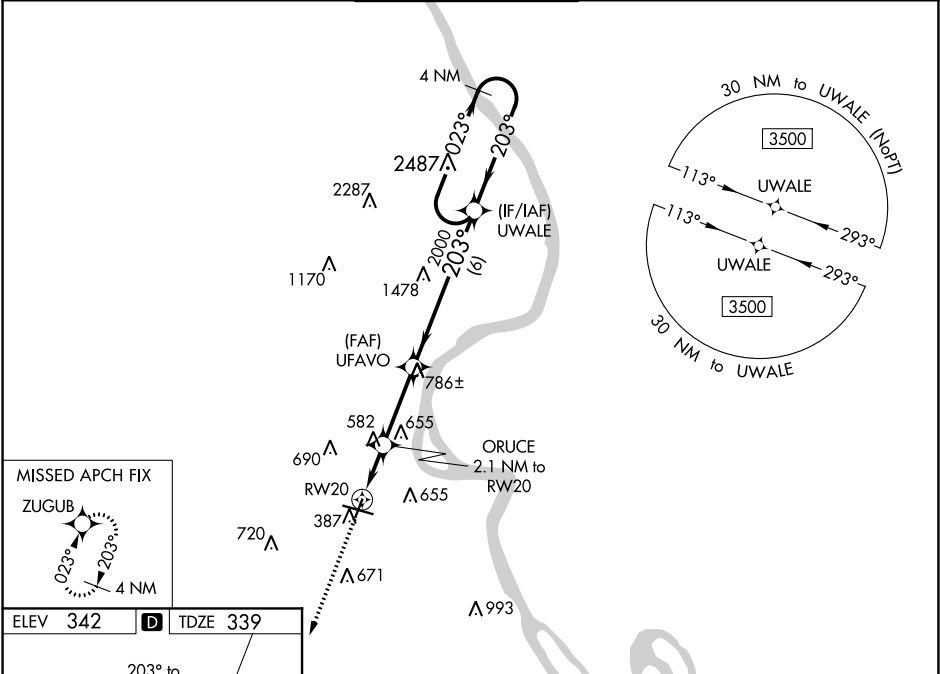 4 NM
023°
203°
2487
2287
(IF/IAF)
UWALE
2000
203°
(6)
1170
1478
(FAF)
UFAVO
786±
582
655
690
ORUCE
2.1 NM to
RW20
RW20
655
387
720
671
993
30 NM to UWALE (NoPT)
3500
113°
UWALE
293°
113°
UWALE
293°
3500
30 NM to UWALE
MISSED APCH FIX
ZUGUB
023°
203°
4 NM
ELEV 342 D TDZE 339
203° to